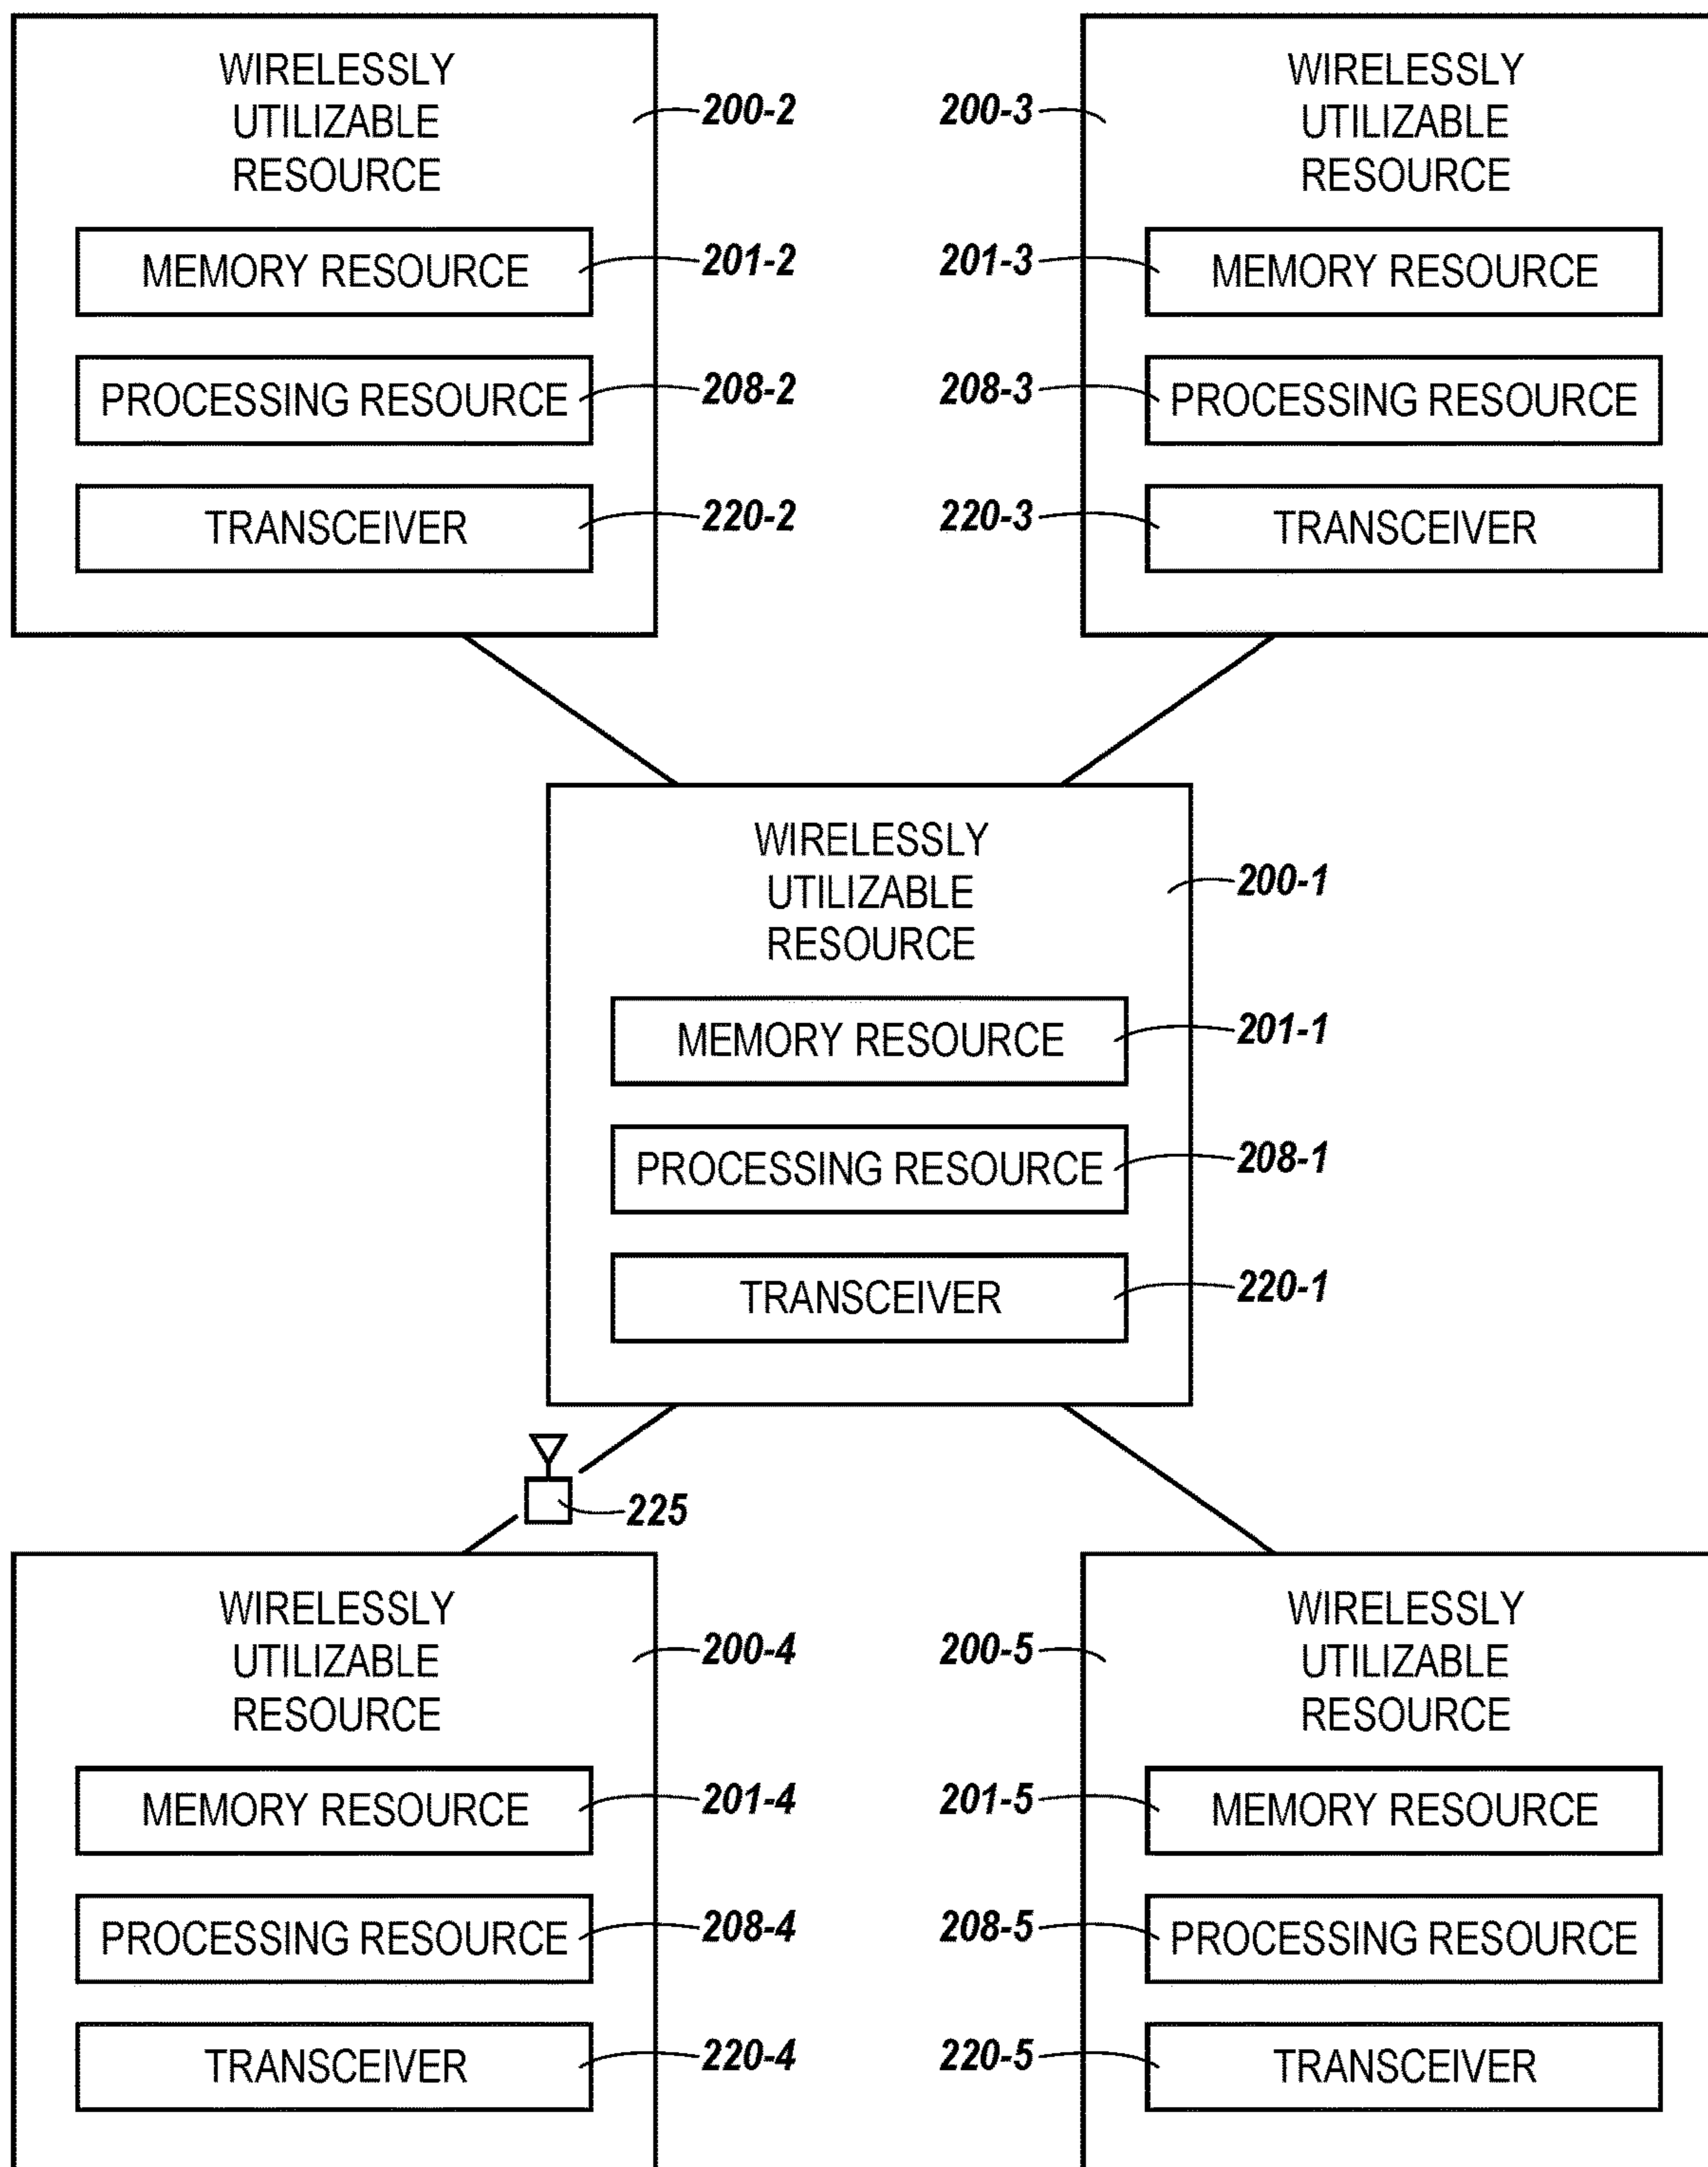 WIRELESSLY
UTILIZABLE
RESOURCE
200-2
MEMORY RESOURCE
201-2
PROCESSING RESOURCE
208-2
TRANSCEIVER
220-2
WIRELESSLY
UTILIZABLE
RESOURCE
200-3
MEMORY RESOURCE
201-3
PROCESSING RESOURCE
208-3
TRANSCEIVER
220-3
WIRELESSLY
UTILIZABLE
RESOURCE
200-1
MEMORY RESOURCE
201-1
PROCESSING RESOURCE
208-1
TRANSCEIVER
220-1
225
WIRELESSLY
UTILIZABLE
RESOURCE
200-4
MEMORY RESOURCE
201-4
PROCESSING RESOURCE
208-4
TRANSCEIVER
220-4
WIRELESSLY
UTILIZABLE
RESOURCE
200-5
MEMORY RESOURCE
201-5
PROCESSING RESOURCE
208-5
TRANSCEIVER
220-5